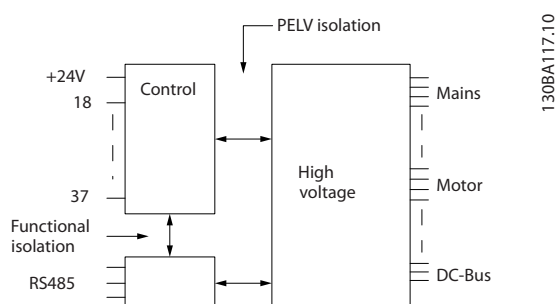 PELV isolation
+24V
18
37
Control
High
voltage
Mains
Motor
DC-Bus
Functional
isolation
RS485
130BA117.10